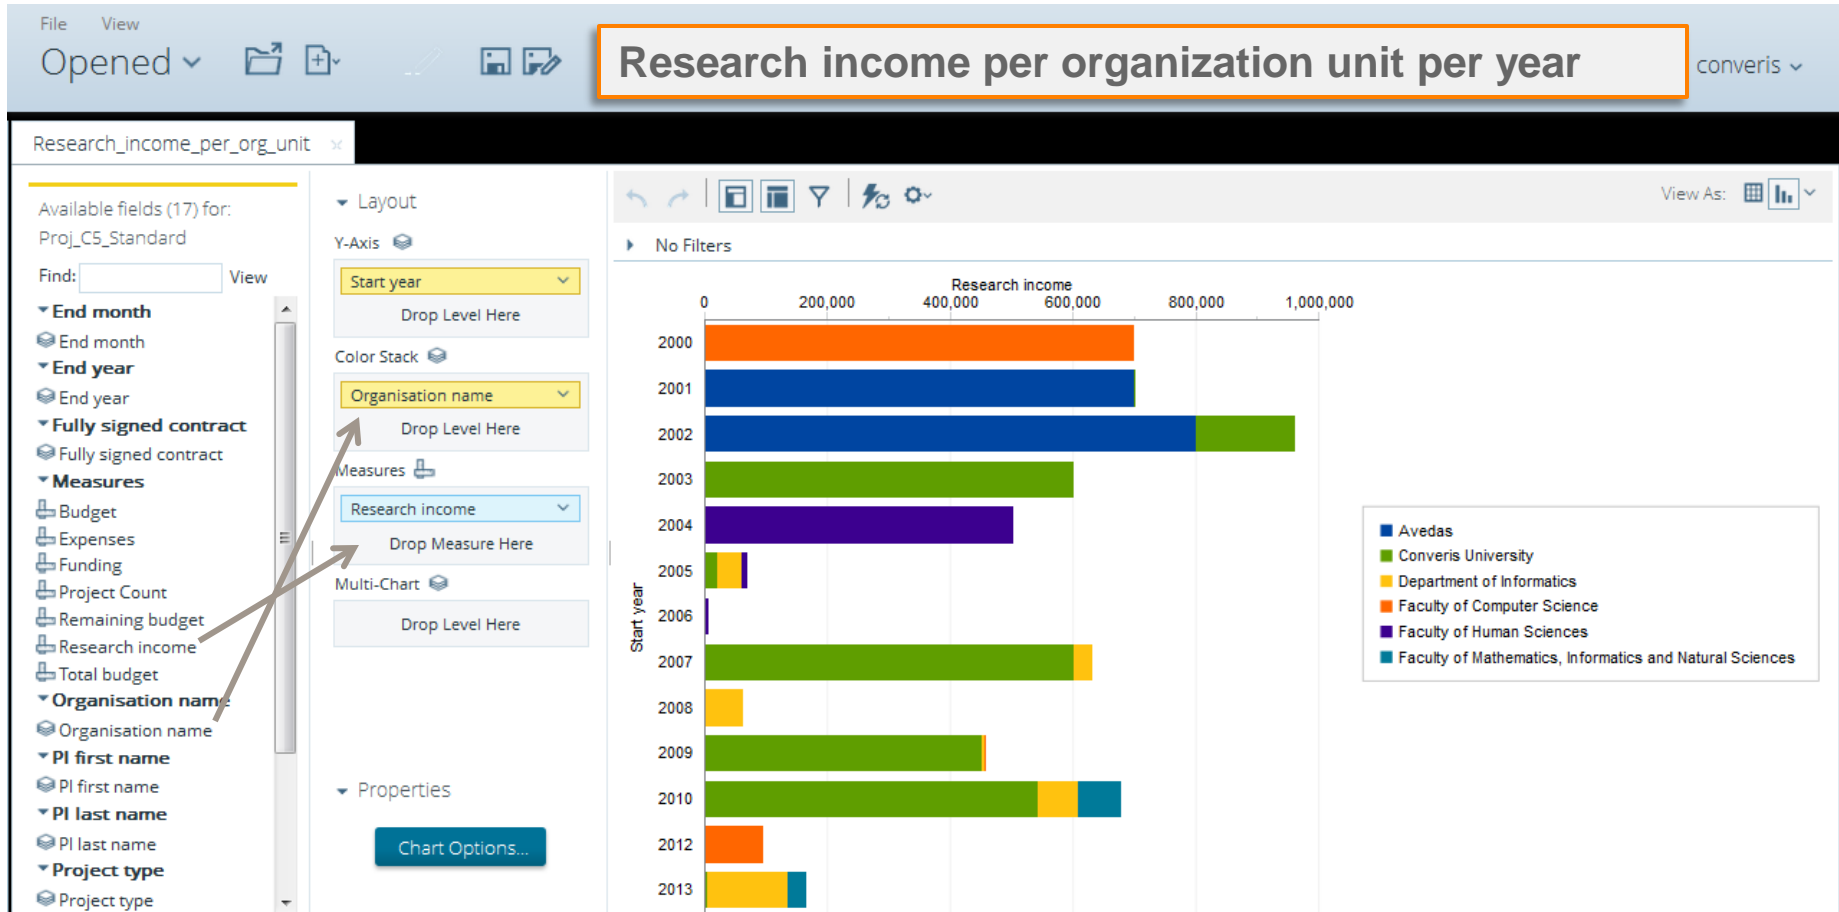 File View
Opened
Research income per organization unit per year
converis
Research_income_per_org_unit
Available fields (17) for:
Proj_C5_Standard
Find:
View
End month
End month
End year
End year
Fully signed contract
Fully signed contract
Measures
Budget
Expenses
Funding
Project Count
Remaining budget
Research income
Total budget
Organisation name
Organisation name
PI first name
PI first name
PI last name
PI last name
Project type
Project type
Layout
Y-Axis
Start year
Drop Level Here
Color Stack
Organisation name
Drop Level Here
Measures
Research income
Drop Measure Here
Multi-Chart
Drop Level Here
Properties
Chart Options...
View As:
No Filters
Research income
0 200,000 400,000 600,000 800,000 1,000,000
Start year
2000
2001
2002
2003
2004
2005
2006
2007
2008
2009
2010
2012
2013
Avedas
Converis University
Department of Informatics
Faculty of Computer Science
Faculty of Human Sciences
Faculty of Mathematics, Informatics and Natural Sciences